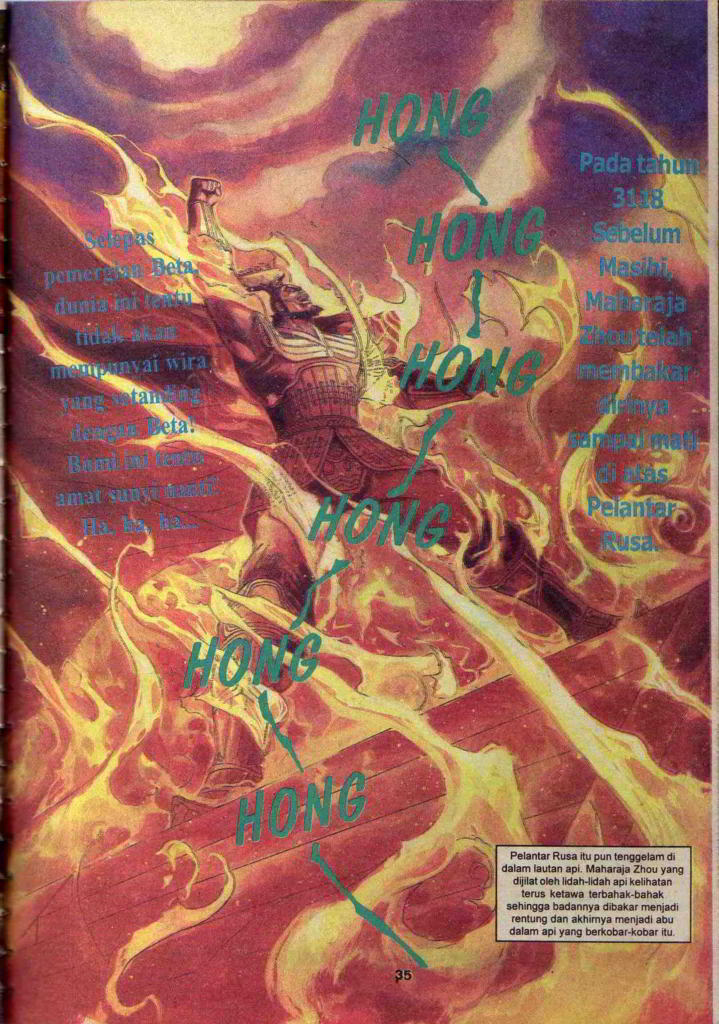 HONG
HONG
HONG
HONG
HONG
HONG
Selepas
pemergian Beta,
dunia ini tentu
tidak akan
mempunyai wira
yang setanding
dengan Beta!
Bumi ini tentu
amat sunyi nanti!
Ha, ha, ha...
Pada tahun
3118
Sebelum
Masihi,
Maharaja
Zhou telah
membakar
dirinya
sampai mati
di atas
Pelantar
Rusa.
Pelantar Rusa itu pun tenggelam di
dalam lautan api. Maharaja Zhou yang
dijilat oleh lidah-lidah api kelihatan
terus ketawa terbahak-bahak
sehingga badannya dibakar menjadi
rentung dan akhirnya menjadi abu
dalam api yang berkobar-kobar itu.
35